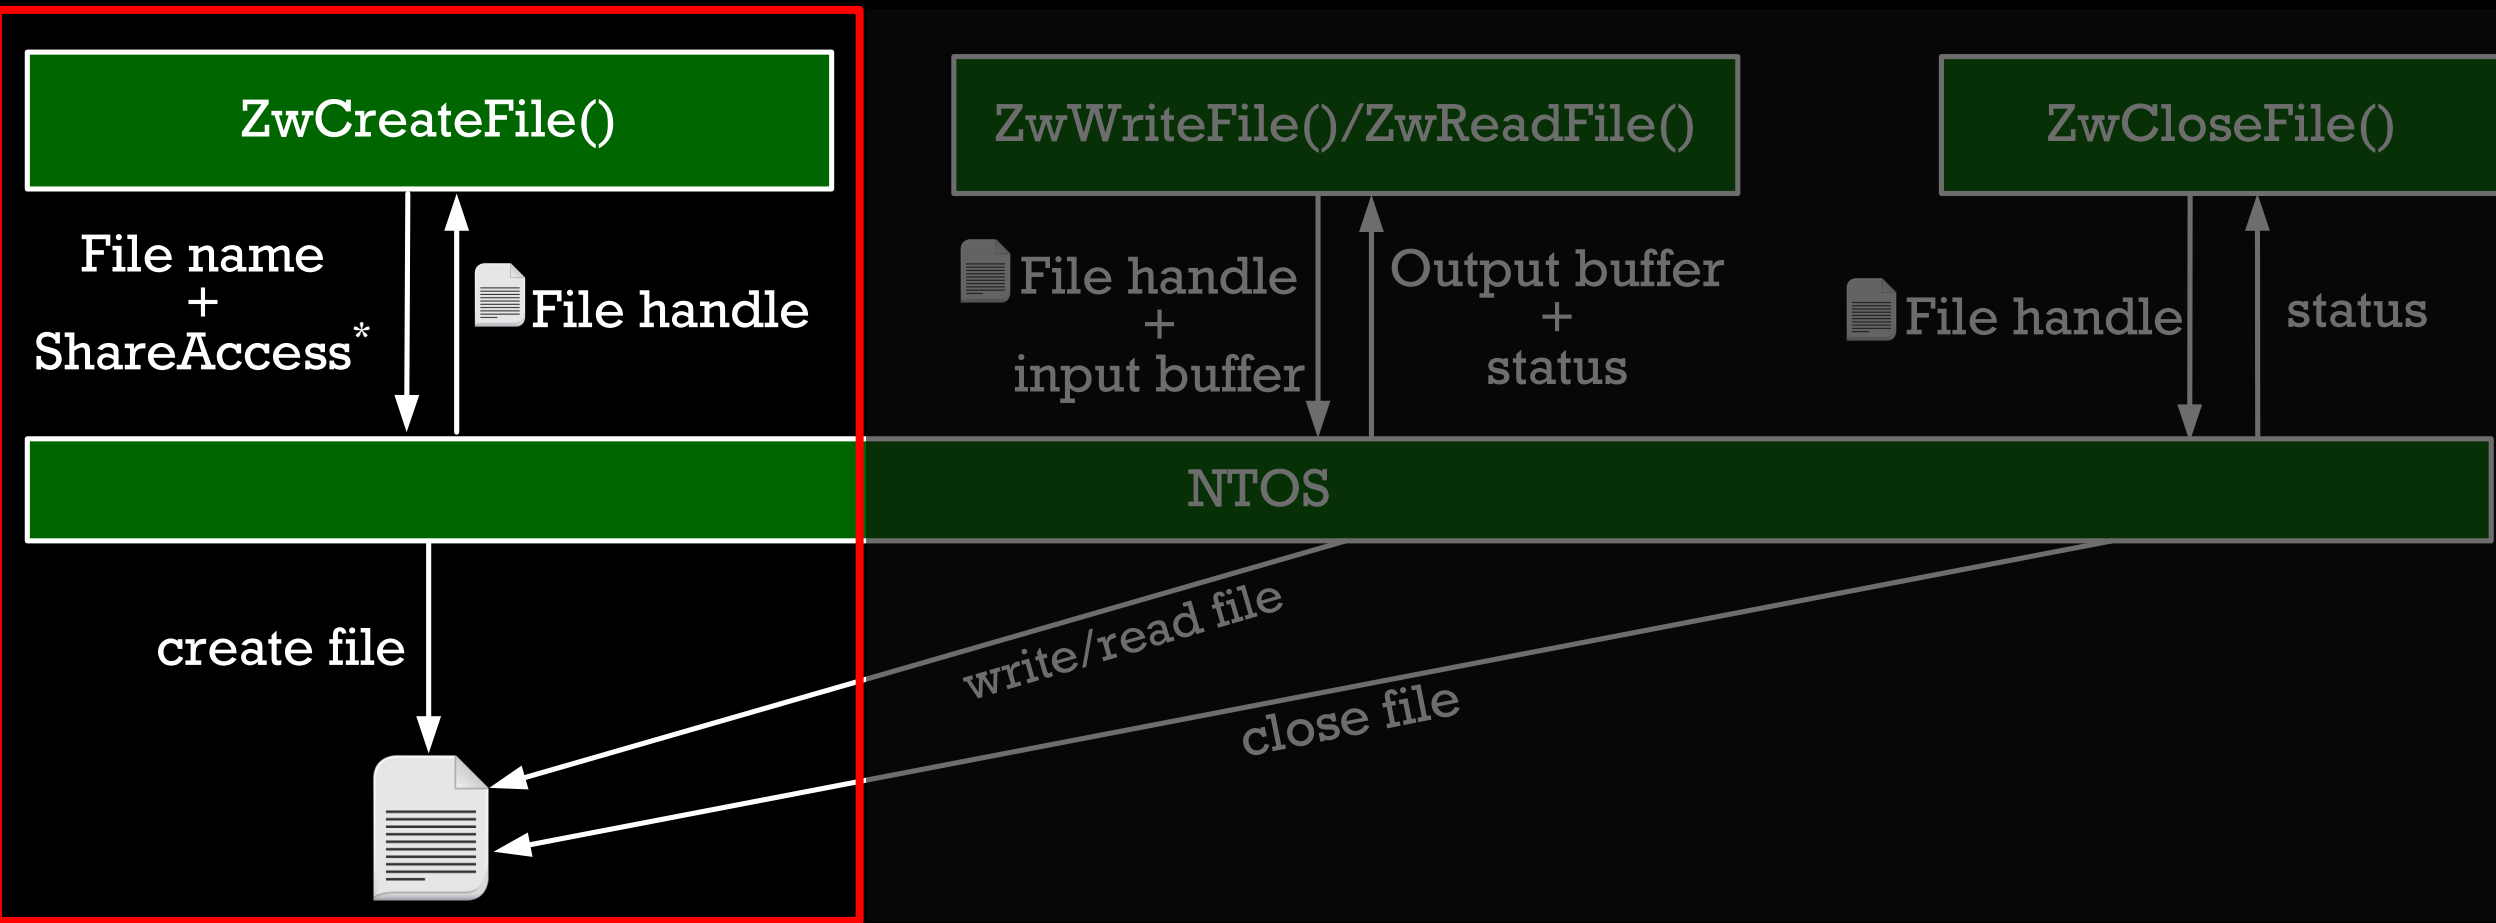 ZwCreateFile()
ZwWriteFile()/ZwReadFile()
ZwCloseFile()
File name
+
ShareAccess*
File handle
File handle
+
input buffer
Output buffer
+
status
File handle
status
NTOS
create file
write/read file
close file